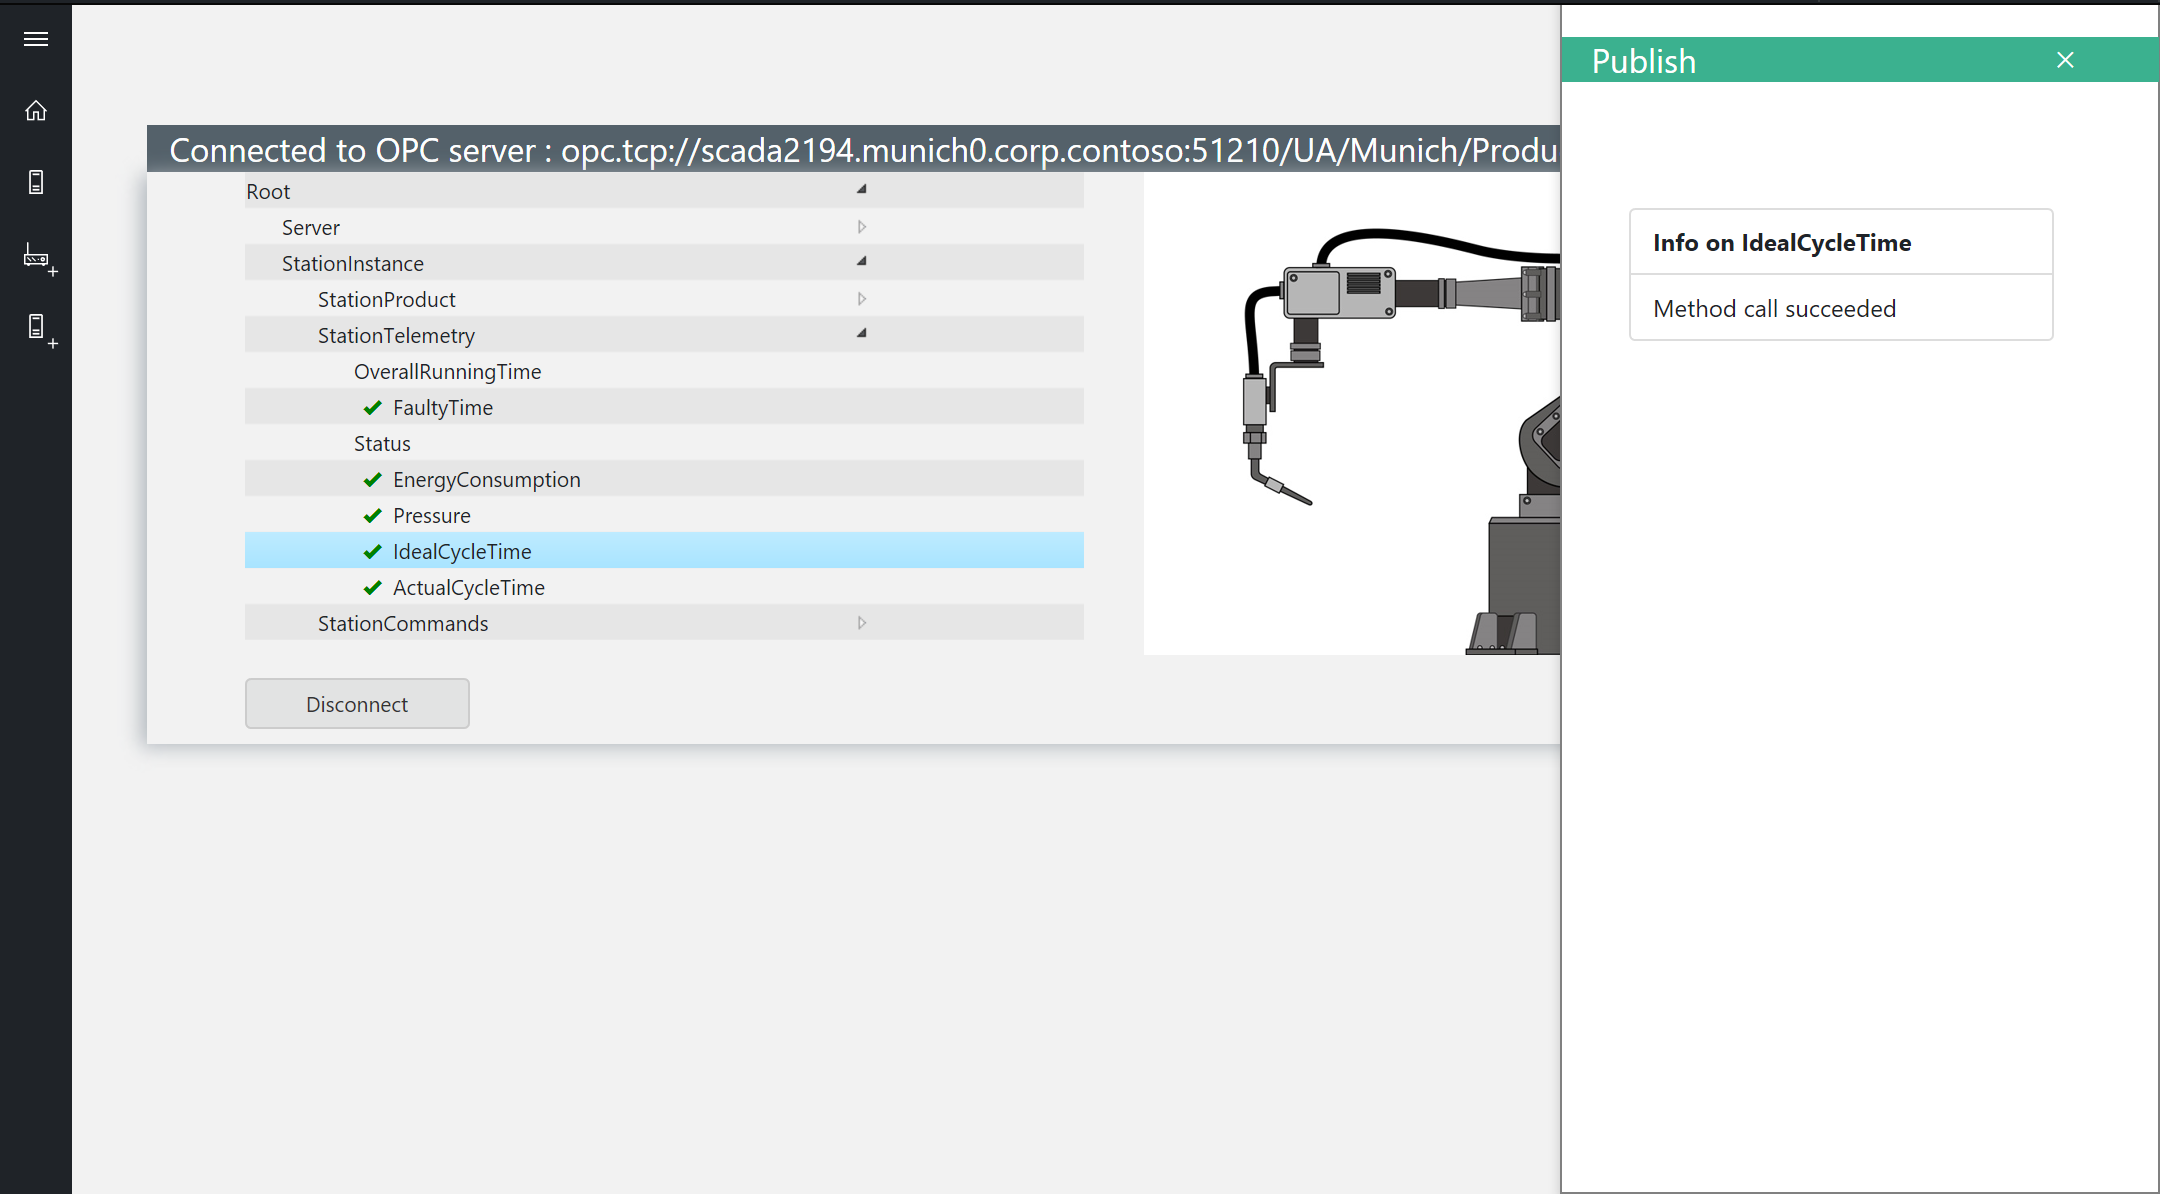 Publish
Connected to OPC server : opc.tcp://scada2194.munich0.corp.contoso:51210/UA/Munich/Produ
Root
Server
StationInstance
StationProduct
StationTelemetry
OverallRunningTime
FaultyTime
Status
EnergyConsumption
Pressure
IdealCycleTime
ActualCycleTime
StationCommands
Disconnect
Info on IdealCycleTime
Method call succeeded